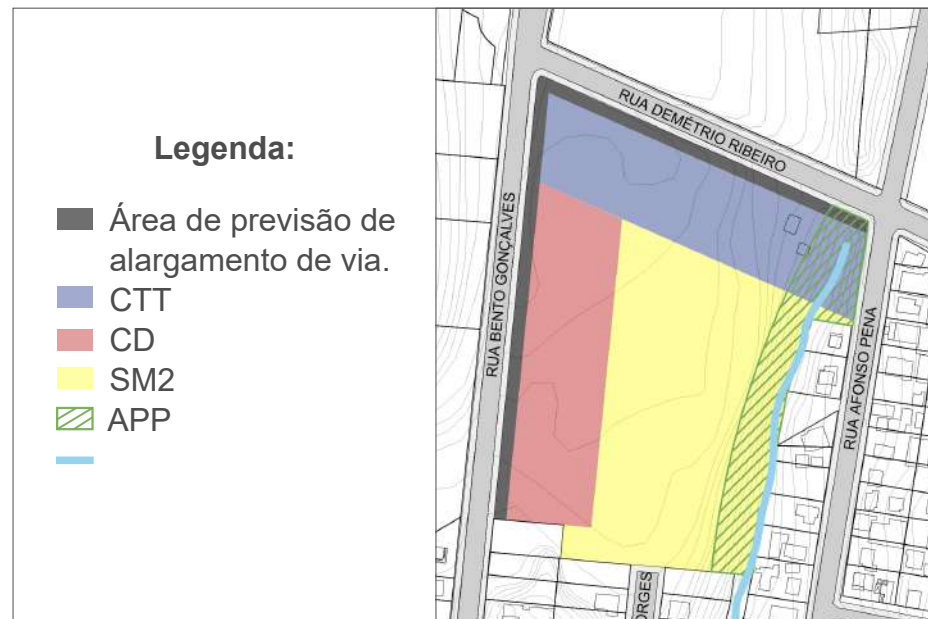 Legenda:
Área de previsão de
alargamento de via.
CTT
CD
SM2
APP
RUA DEMÉTRIO RIBEIRO
RUA BENTO GONÇALVES
RUA AFONSO PENA
ORGES